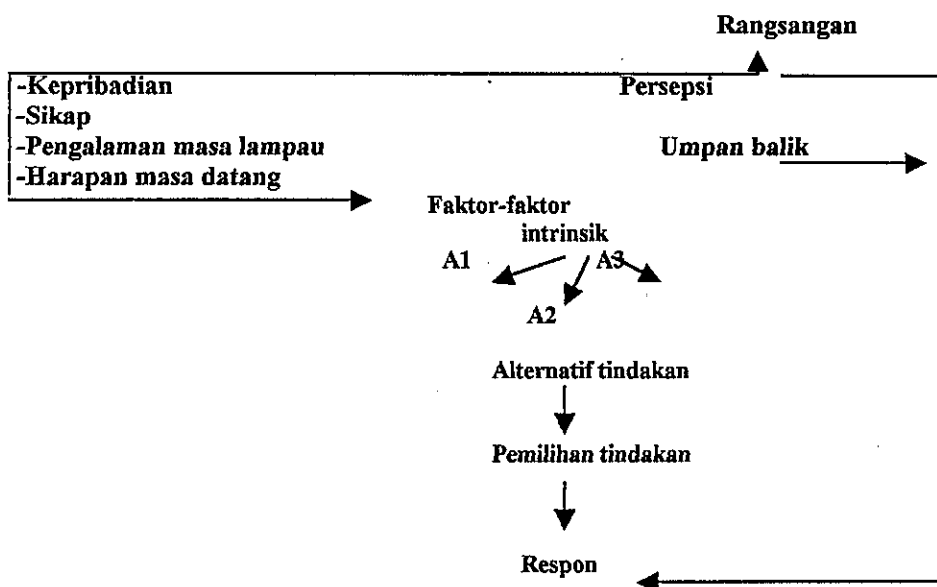 Rangsangan
-Kepribadian
Persepsi
-Sikap
-Pengalaman masa lampau
Umpan balik
-Harapan masa datang
Faktor-faktor
intrinsik
A1
A3
A2
Alternatif tindakan
Pemilihan tindakan
Respon